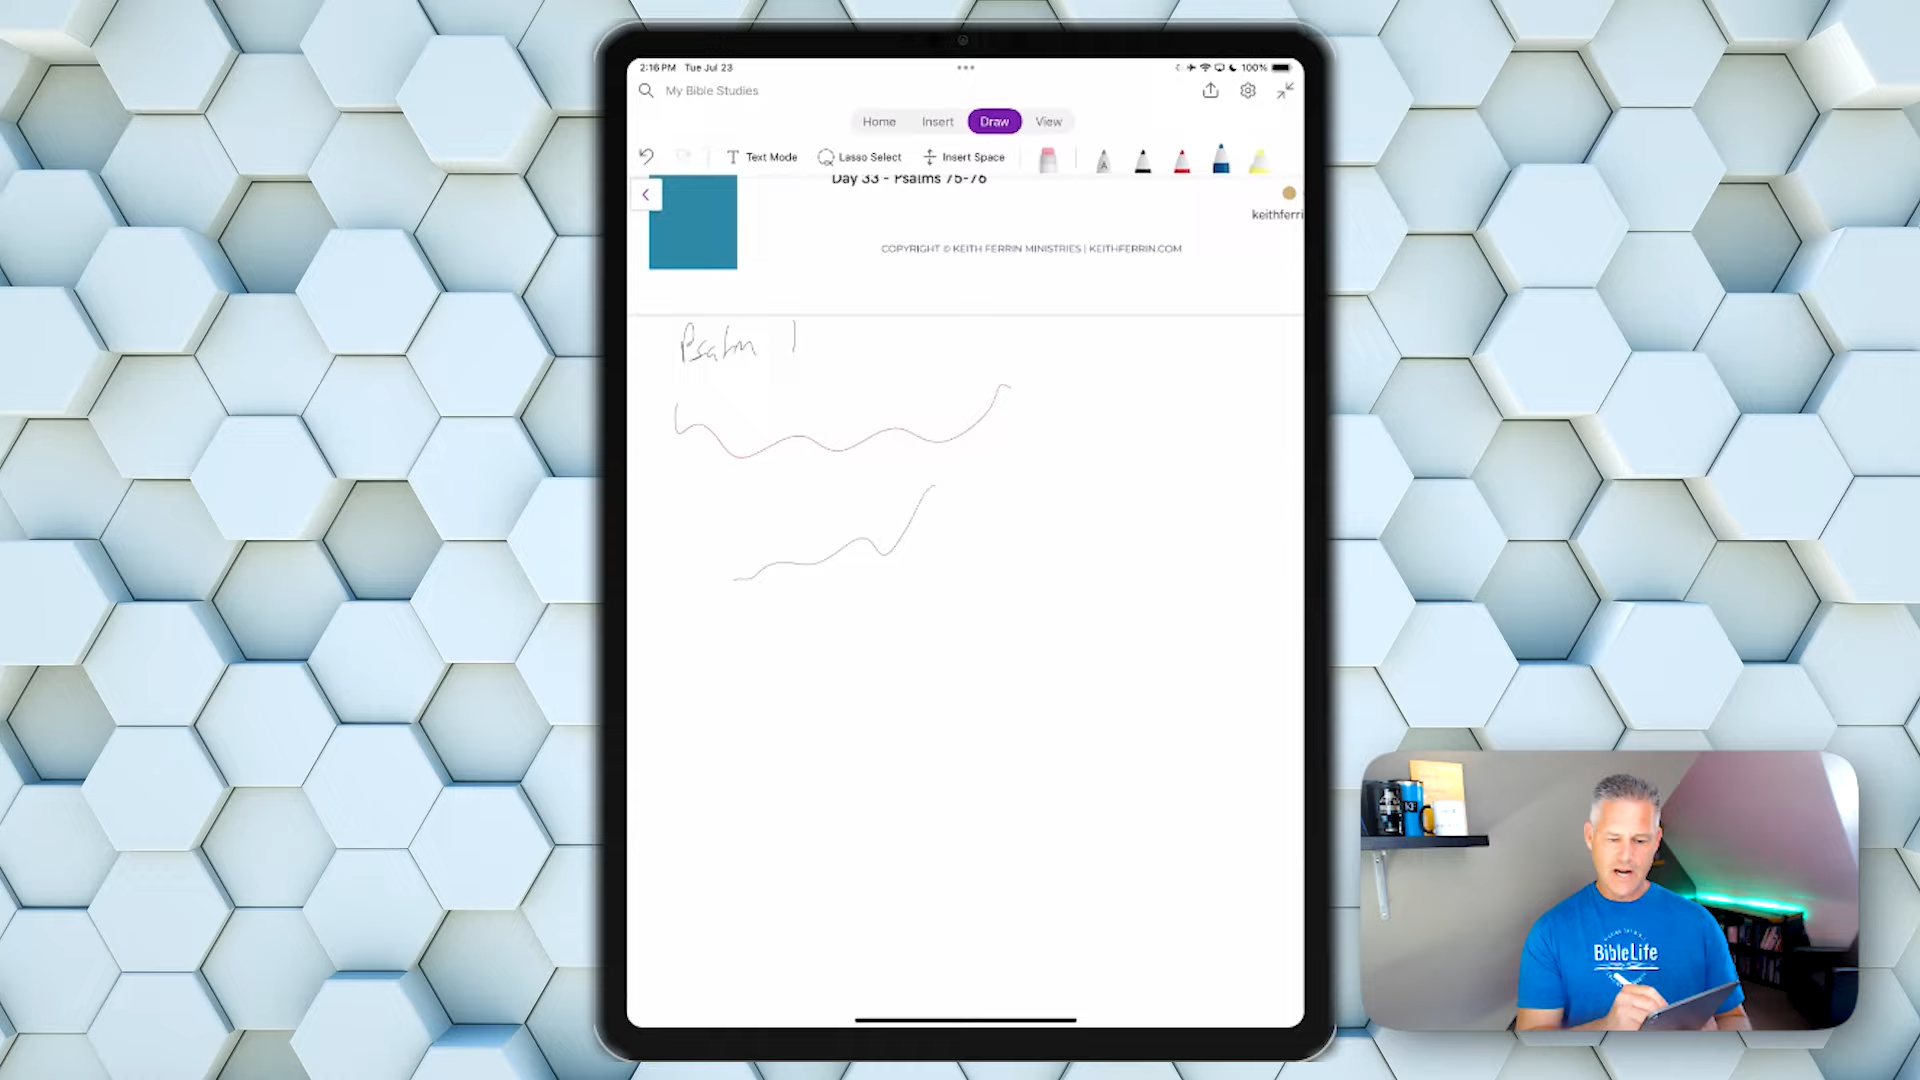 2:16 PM Tue Jul 23
100%
My Bible Studies
Home Insert Draw View
Text Mode Lasso Select Insert Space
Day 33 - Psalms 75-76
keithferri
COPYRIGHT © KEITH FERRIN MINISTRIES | KEITHFERRIN.COM
Psalm 1
BibleLife